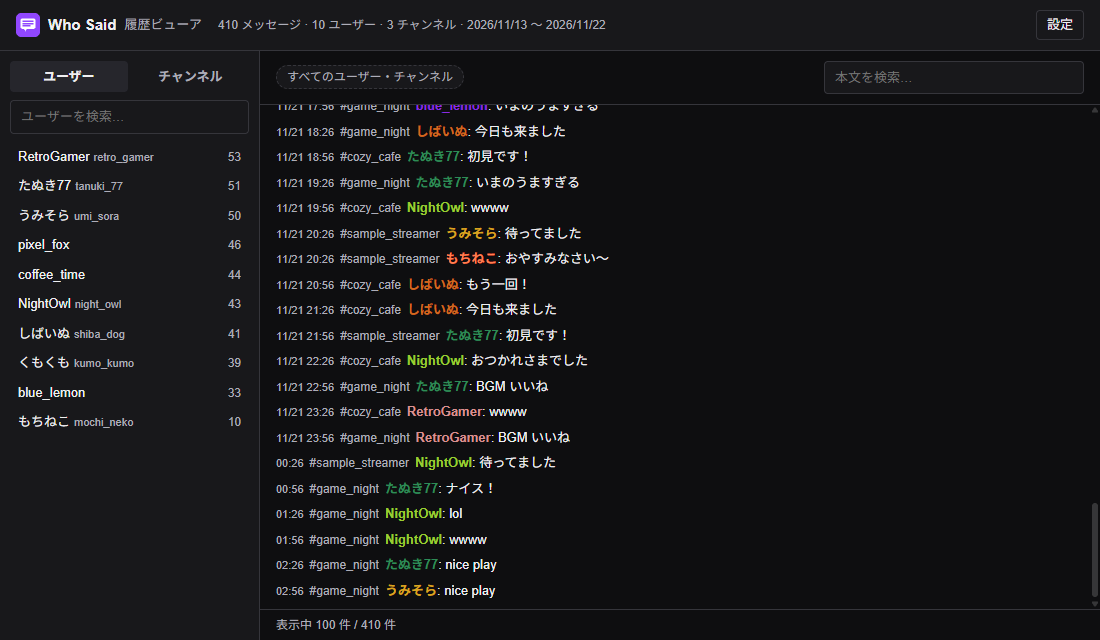 Who Said 履歴ビューア 410 メッセージ · 10 ユーザー · 3 チャンネル · 2026/11/13 ～ 2026/11/22 設定
ユーザー チャンネル
ユーザーを検索…
RetroGamer retro_gamer 53
たぬき77 tanuki_77 51
うみそら umi_sora 50
pixel_fox 46
coffee_time 44
NightOwl night_owl 43
しばいぬ shiba_dog 41
くもくも kumo_kumo 39
blue_lemon 33
もちねこ mochi_neko 10
すべてのユーザー・チャンネル 本文を検索…
11/21 17:56 #game_night blue_lemon: いまのうますぎる
11/21 18:26 #game_night しばいぬ: 今日も来ました
11/21 18:56 #cozy_cafe たぬき77: 初見です！
11/21 19:26 #game_night たぬき77: いまのうますぎる
11/21 19:56 #cozy_cafe NightOwl: wwww
11/21 20:26 #sample_streamer うみそら: 待ってました
11/21 20:26 #sample_streamer もちねこ: おやすみなさい～
11/21 20:56 #cozy_cafe しばいぬ: もう一回！
11/21 21:26 #cozy_cafe しばいぬ: 今日も来ました
11/21 21:56 #sample_streamer たぬき77: 初見です！
11/21 22:26 #cozy_cafe NightOwl: おつかれさまでした
11/21 22:56 #game_night たぬき77: BGM いいね
11/21 23:26 #cozy_cafe RetroGamer: wwww
11/21 23:56 #game_night RetroGamer: BGM いいね
00:26 #sample_streamer NightOwl: 待ってました
00:56 #game_night たぬき77: ナイス！
01:26 #game_night NightOwl: lol
01:56 #game_night NightOwl: wwww
02:26 #game_night たぬき77: nice play
02:56 #game_night うみそら: nice play
表示中 100 件 / 410 件